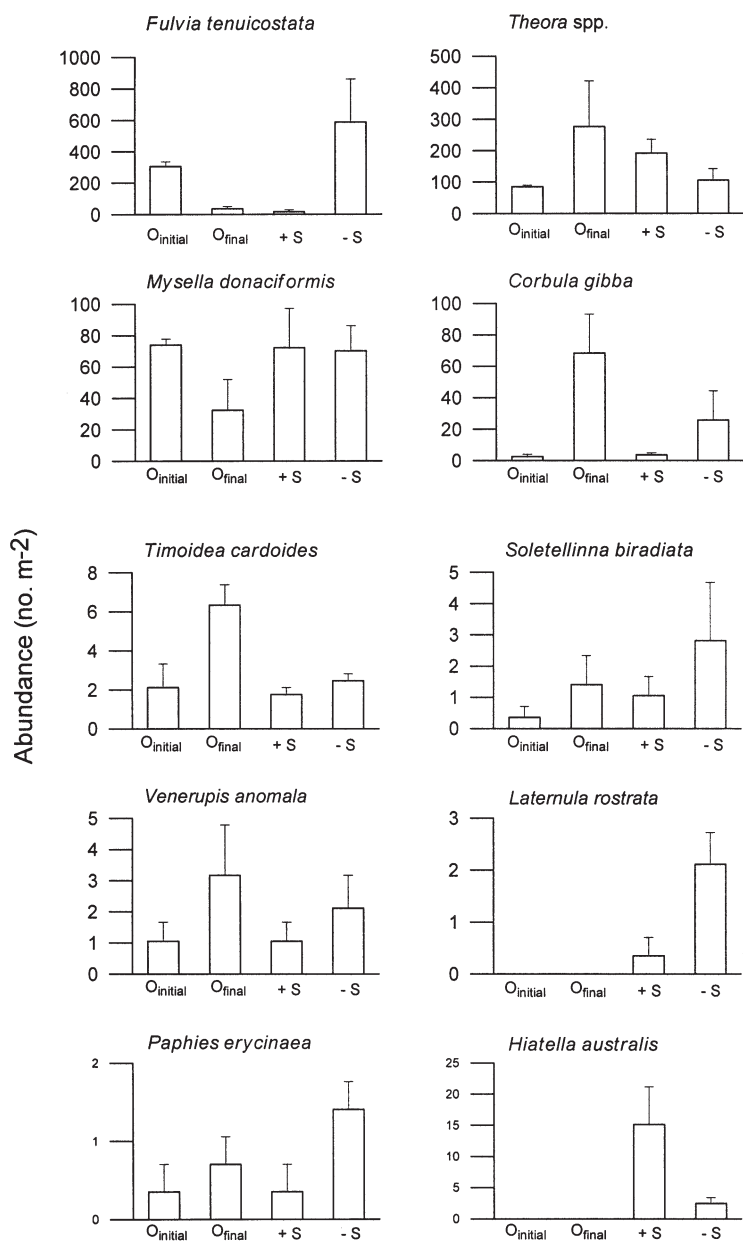 Fulvia tenuicostata
1000
800
600
400
200
0
Oinitial Ofinal + S - S
Theora spp.
500
400
300
200
100
0
Oinitial Ofinal + S - S
Mysella donaciformis
100
80
60
40
20
0
Oinitial Ofinal + S - S
Corbula gibba
100
80
60
40
20
0
Oinitial Ofinal + S - S
Abundance (no. m-2)
Timoidea cardoides
8
6
4
2
0
Oinitial Ofinal + S - S
Soletellinna biradiata
5
4
3
2
1
0
Oinitial Ofinal + S - S
Venerupis anomala
5
4
3
2
1
0
Oinitial Ofinal + S - S
Laternula rostrata
3
2
1
0
Oinitial Ofinal + S - S
Paphies erycinaea
2
1
0
Oinitial Ofinal + S - S
Hiatella australis
25
20
15
10
5
0
Oinitial Ofinal + S - S